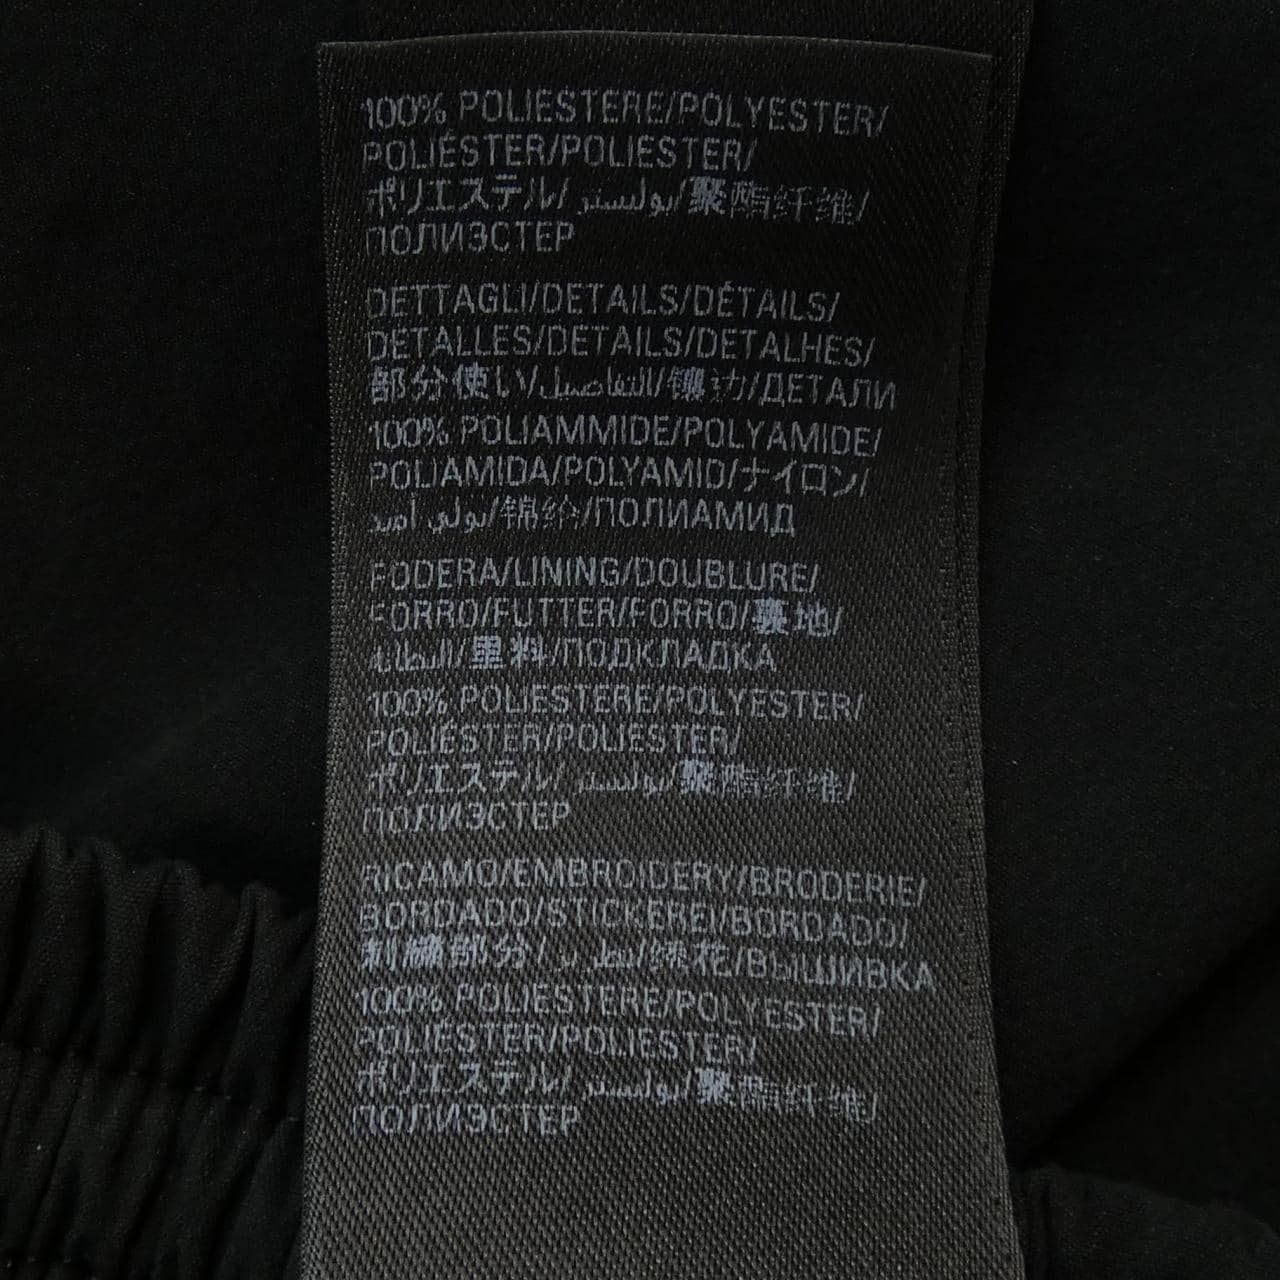 100% POLIESTERE/POLYESTER/
POLIÉSTER/POLIESTER/
ポリエステル/بوليستر/聚酯纤维/
ПОЛИЭСТЕР
DETTAGLI/DETAILS/DÉTAILS/
DETALLES/DETAILS/DETALHES/
部分使い/التفاصيل/镶边/ДЕТАЛИ
100% POLIAMMIDE/POLYAMIDE/
POLIAMIDA/POLYAMID/ナイロン/
بولي أميد/锦纶/ПОЛИАМИД
FODERA/LINING/DOUBLURE/
FORRO/FUTTER/FORRO/裏地/
البطانة/里料/ПОДКЛАДКА
100% POLIESTERE/POLYESTER/
POLIÉSTER/POLIESTER/
ポリエステル/بوليستر/聚酯纤维/
ПОЛИЭСТЕР
RICAMO/EMBROIDERY/BRODERIE/
BORDADO/STICKEREI/BORDADO/
刺繍部分/تطريز/绣花/ВЫШИВКА
100% POLIESTERE/POLYESTER/
POLIÉSTER/POLIESTER/
ポリエステル/بوليستر/聚酯纤维/
ПОЛИЭСТЕР